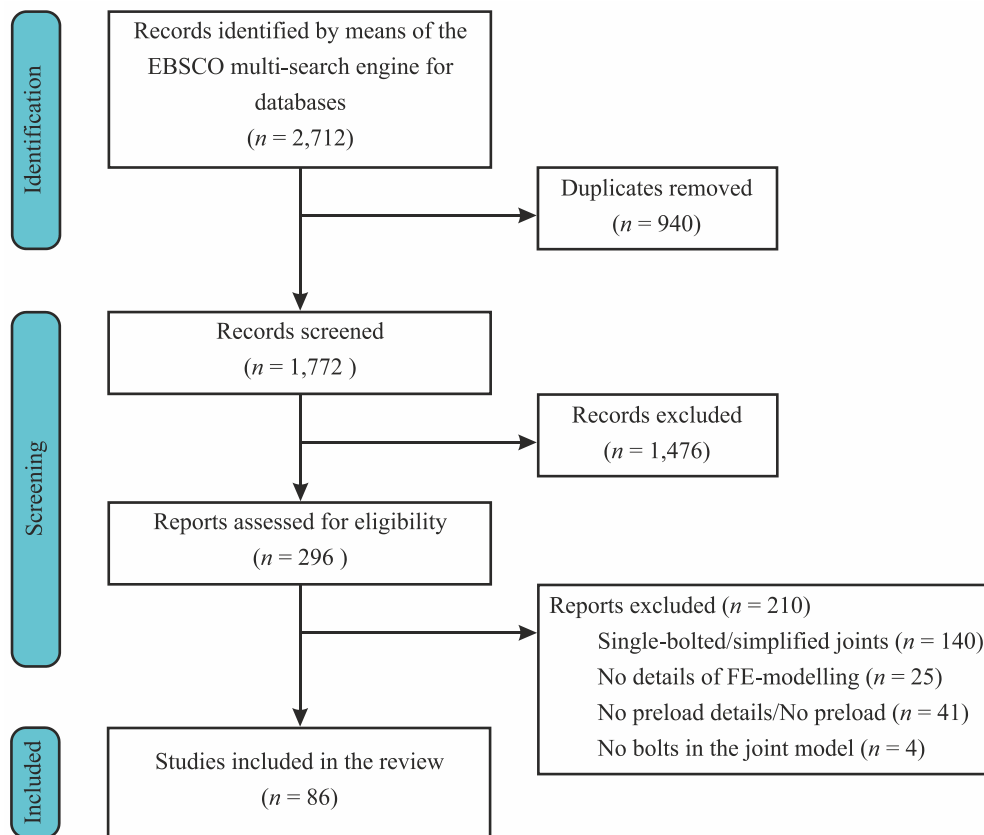 Identification
Records identified by means of the
EBSCO multi-search engine for
databases
(n = 2,712)
Duplicates removed
(n = 940)
Screening
Records screened
(n = 1,772 )
Records excluded
(n = 1,476)
Reports assessed for eligibility
(n = 296 )
Reports excluded (n = 210)
Single-bolted/simplified joints (n = 140)
No details of FE-modelling (n = 25)
No preload details/No preload (n = 41)
No bolts in the joint model (n = 4)
Included
Studies included in the review
(n = 86)